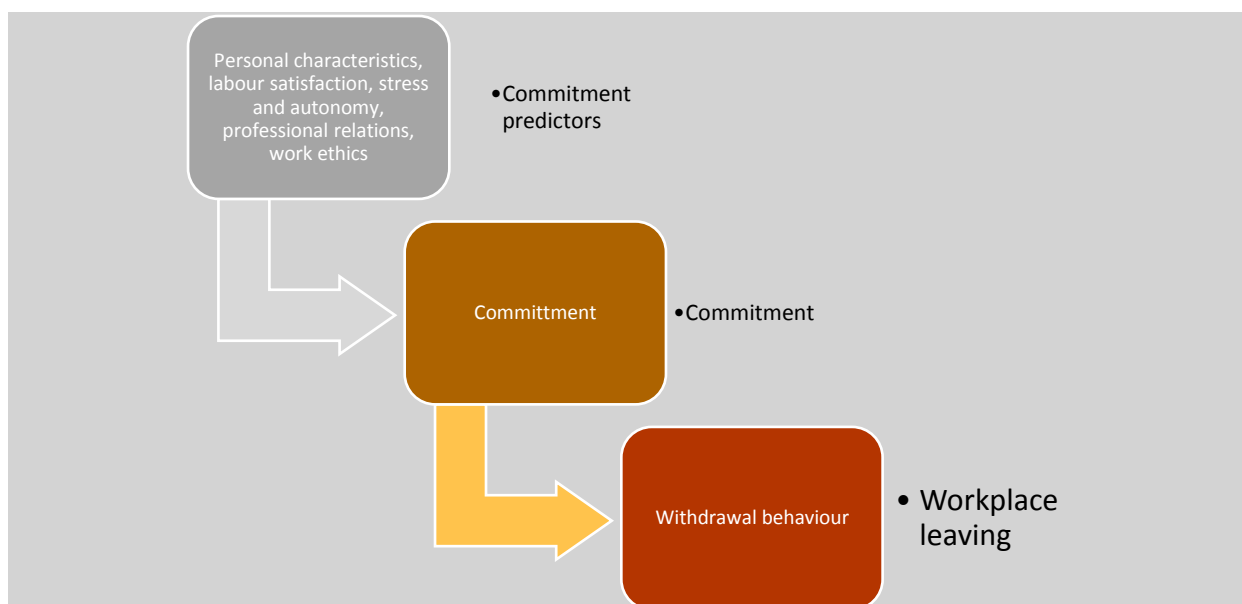 Personal characteristics,
labour satisfaction, stress
and autonomy,
professional relations,
work ethics
•Commitment
predictors
Committment
•Commitment
Withdrawal behaviour
• Workplace
leaving